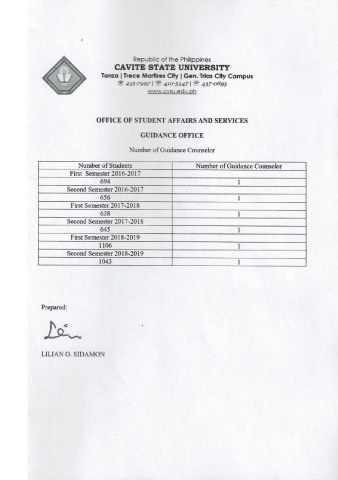 Republic of the Philippines
CAVITE STATE UNIVERSITY
Tanza | Trece Martires City | Gen. Trias City Campus
☏ 235-7997 | ☏ 410-5247 | ☏ 437-0693
www.cvsu.edu.ph
OFFICE OF STUDENT AFFAIRS AND SERVICES
GUIDANCE OFFICE
Number of Guidance Counselor
Number of Students Number of Guidance Counselor
First Semester 2016-2017
694 1
Second Semester 2016-2017
656 1
First Semester 2017-2018
638 1
Second Semester 2017-2018
645 1
First Semester 2018-2019
1106 1
Second Semester 2018-2019
1043 1
Prepared:
LILIAN O. SIDAMON